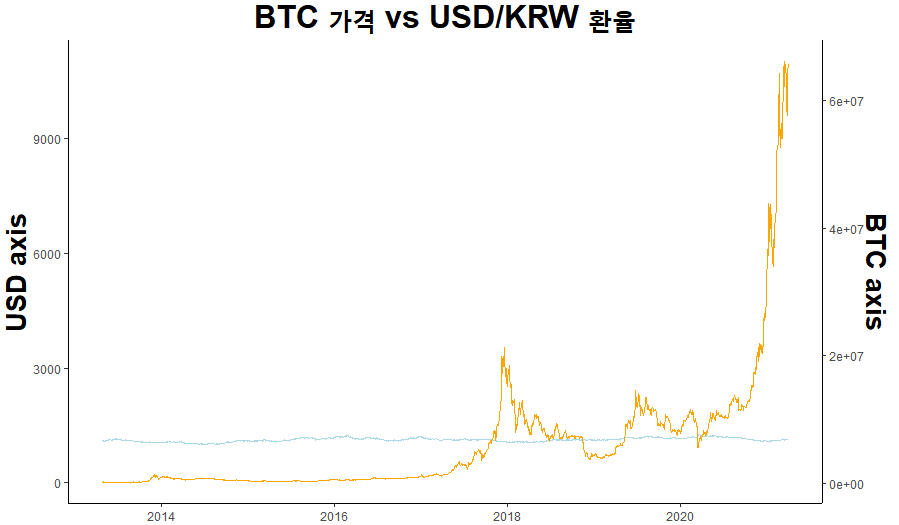 BTC 가격 vs USD/KRW 환율
USD axis
9000
6000
3000
0
6e+07
4e+07
2e+07
0e+00
BTC axis
2014
2016
2018
2020